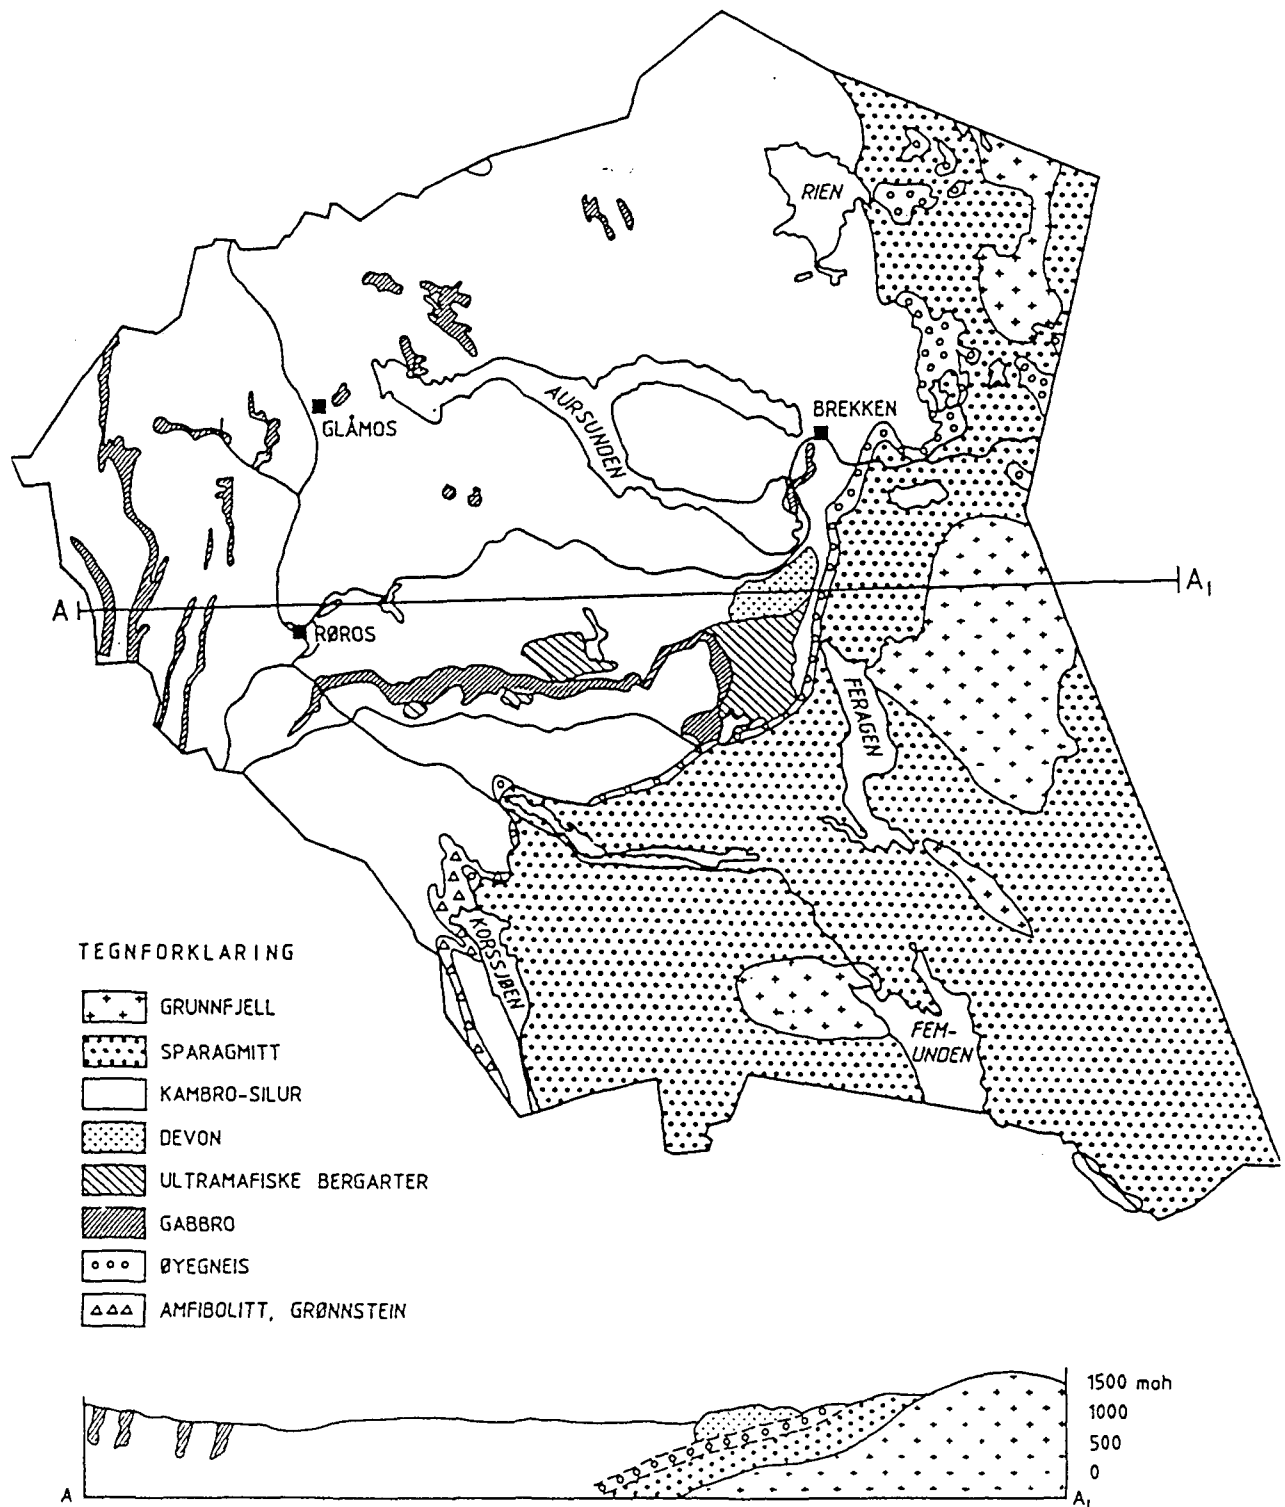 RIEN
AURSUNDEN
BREKKEN
GLÅMOS
A
A₁
RØROS
FERAGEN
KORSSJØEN
FEM-
UNDEN
TEGNFORKLARING
GRUNNFJELL
SPARAGMITT
KAMBRO-SILUR
DEVON
ULTRAMAFISKE BERGARTER
GABBRO
ØYEGNEIS
AMFIBOLITT, GRØNNSTEIN
1500 moh
1000
500
0
A
A₁